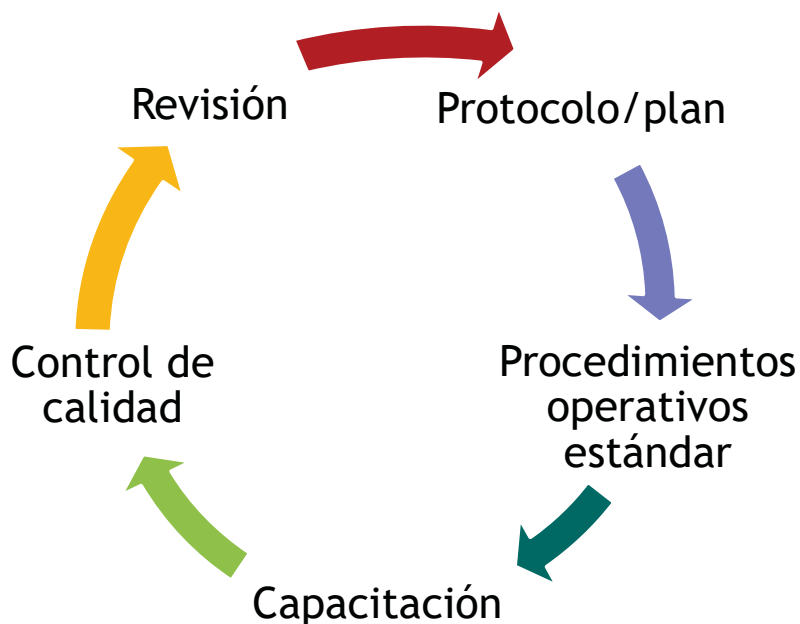 Revisión
Protocolo/plan
Procedimientos
operativos
estándar
Capacitación
Control de
calidad